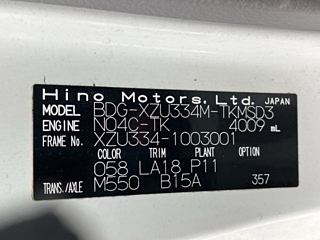 Hino Motors, Ltd. JAPAN
MODEL BDG-XZU334M-TKMSD3
ENGINE N04C-TK 4009 mL
FRAME No. XZU334-1003001
COLOR TRIM PLANT
058 LA18 P11
TRANS./AXLE M550 B15A 357